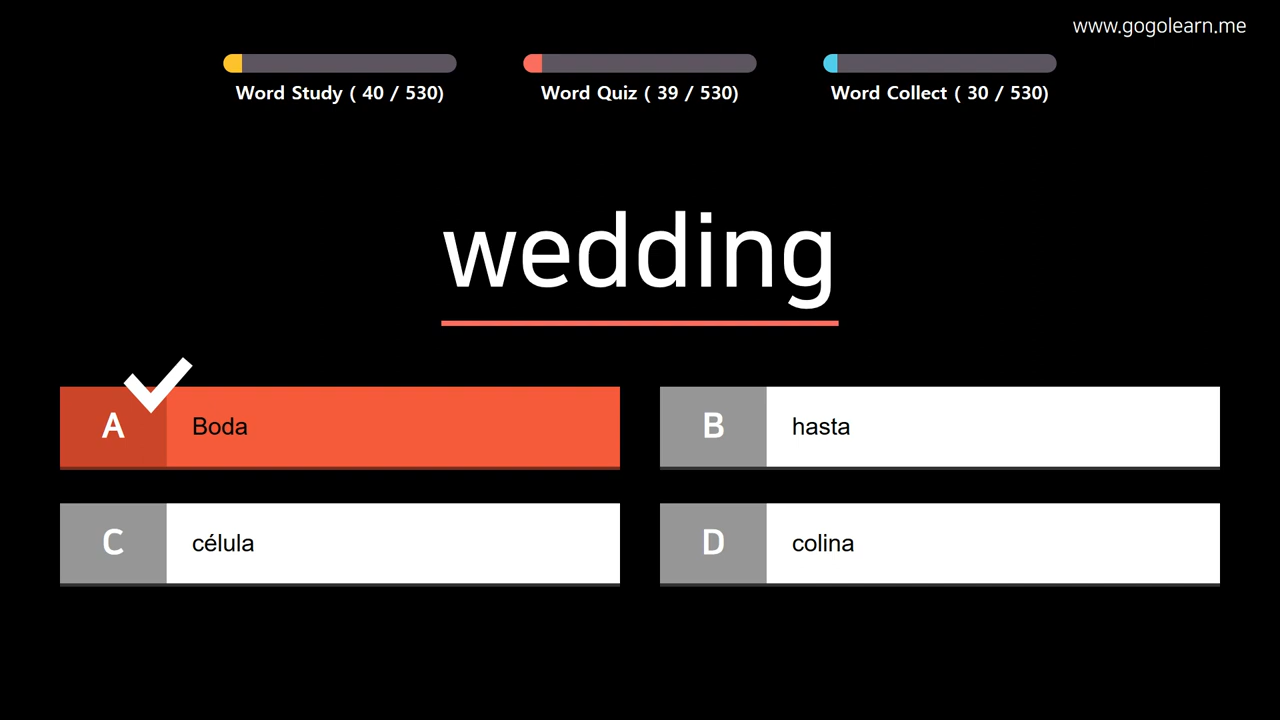 www.gogolearn.me
Word Study ( 40 / 530)
Word Quiz ( 39 / 530)
Word Collect ( 30 / 530)
wedding
A Boda
B hasta
C célula
D colina